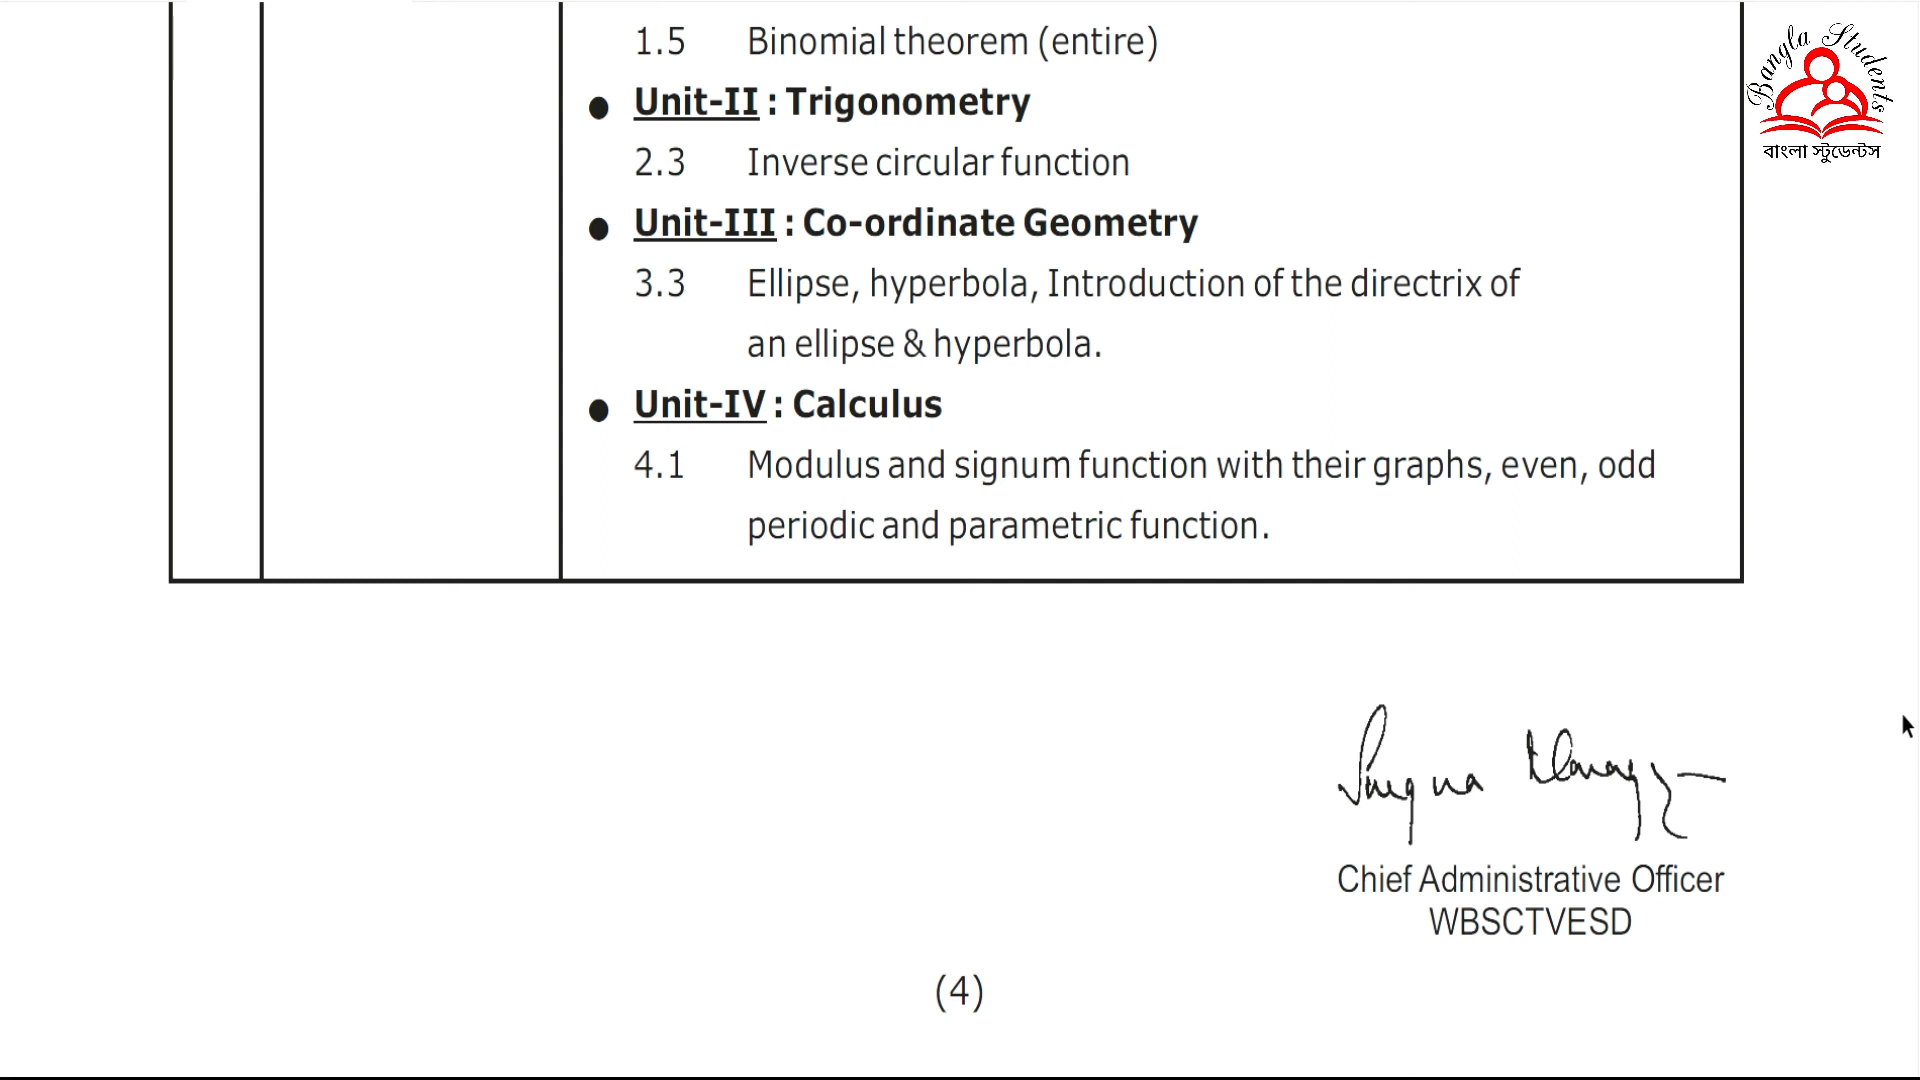 1.5 Binomial theorem (entire)
● Unit-II : Trigonometry
2.3 Inverse circular function
● Unit-III : Co-ordinate Geometry
3.3 Ellipse, hyperbola, Introduction of the directrix of
an ellipse & hyperbola.
● Unit-IV : Calculus
4.1 Modulus and signum function with their graphs, even, odd
periodic and parametric function.
Chief Administrative Officer
WBSCTVESD
(4)
Bangla Students
বাংলা স্টুডেন্টস